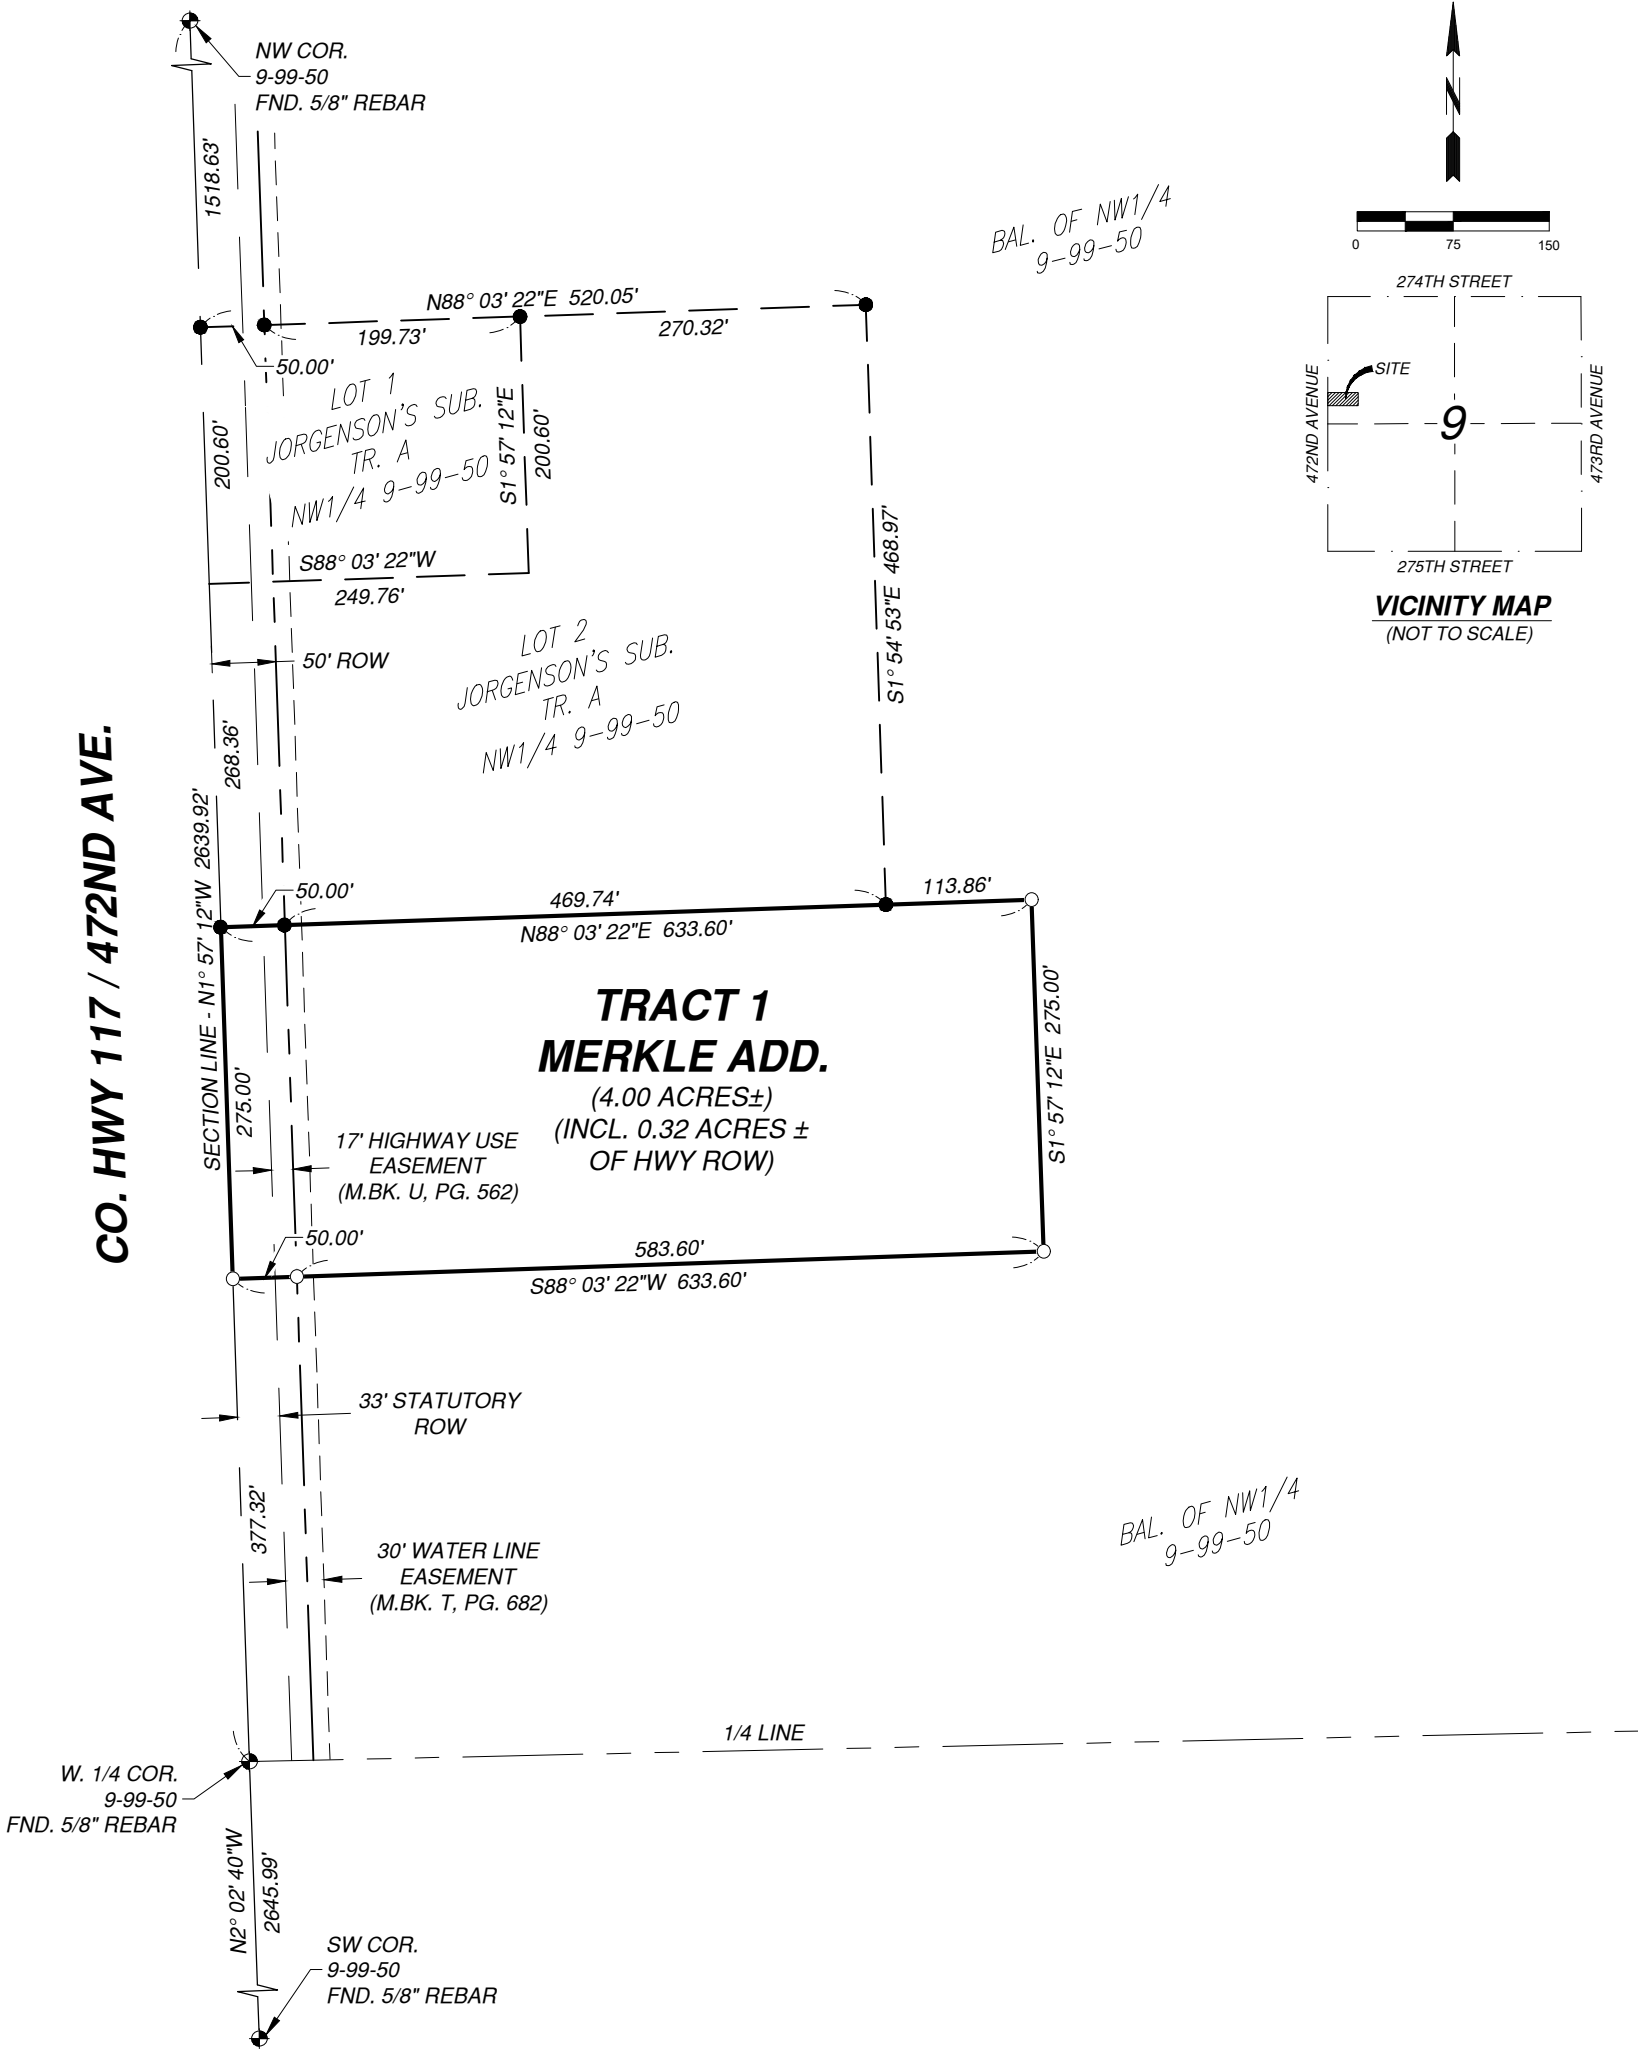 NW COR.
9-99-50
FND. 5/8" REBAR
1518.63'
BAL. OF NW1/4
9-99-50
N
0 75 150
274TH STREET
472ND AVENUE
SITE
9
473RD AVENUE
275TH STREET
VICINITY MAP
(NOT TO SCALE)
N88° 03' 22"E 520.05'
199.73'
270.32'
50.00'
LOT 1
JORGENSON'S SUB.
TR. A
NW1/4 9-99-50
200.60'
S1° 57' 12"E
200.60'
S88° 03' 22"W
249.76'
S1° 54' 53"E 468.97'
50' ROW
LOT 2
JORGENSON'S SUB.
TR. A
NW1/4 9-99-50
268.36'
CO. HWY 117 / 472ND AVE.
SECTION LINE - N1° 57' 12"W 2639.92'
50.00'
469.74'
113.86'
N88° 03' 22"E 633.60'
TRACT 1
MERKLE ADD.
(4.00 ACRES±)
(INCL. 0.32 ACRES ±
OF HWY ROW)
275.00'
S1° 57' 12"E 275.00'
17' HIGHWAY USE
EASEMENT
(M.BK. U, PG. 562)
50.00'
583.60'
S88° 03' 22"W 633.60'
33' STATUTORY
ROW
377.32'
30' WATER LINE
EASEMENT
(M.BK. T, PG. 682)
BAL. OF NW1/4
9-99-50
1/4 LINE
W. 1/4 COR.
9-99-50
FND. 5/8" REBAR
N2° 02' 40"W
2645.99'
SW COR.
9-99-50
FND. 5/8" REBAR